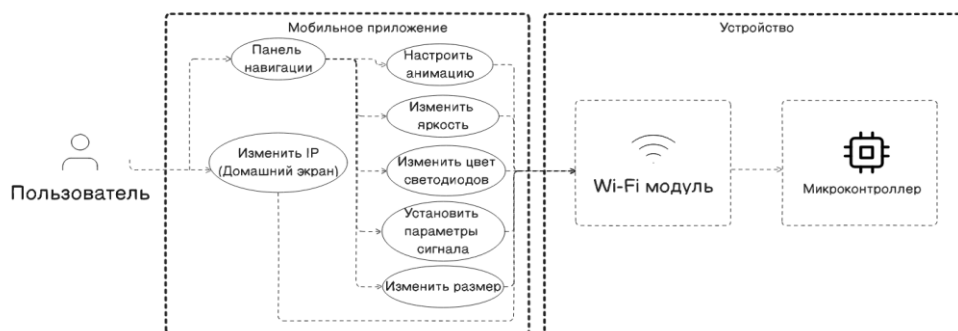 Мобильное приложение
Устройство
Панель
навигации
Настроить
анимацию
Изменить
яркость
Изменить IP
(Домашний экран)
Изменить цвет
светодиодов
Пользователь
Wi-Fi модуль
Микроконтроллер
Установить
параметры
сигнала
Изменить размер